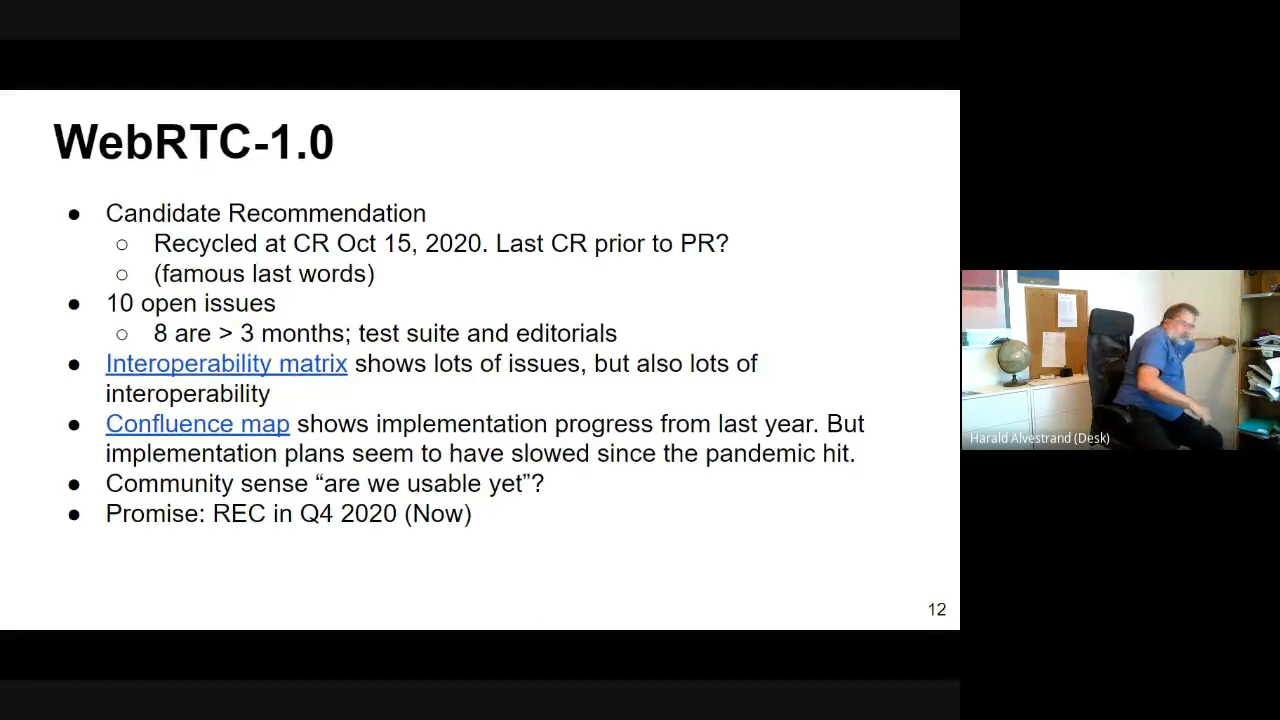 WebRTC-1.0
● Candidate Recommendation
○ Recycled at CR Oct 15, 2020. Last CR prior to PR?
○ (famous last words)
● 10 open issues
○ 8 are > 3 months; test suite and editorials
● Interoperability matrix shows lots of issues, but also lots of
interoperability
● Confluence map shows implementation progress from last year. But
implementation plans seem to have slowed since the pandemic hit.
● Community sense “are we usable yet”?
● Promise: REC in Q4 2020 (Now)
12
Harald Alvestrand (Desk)